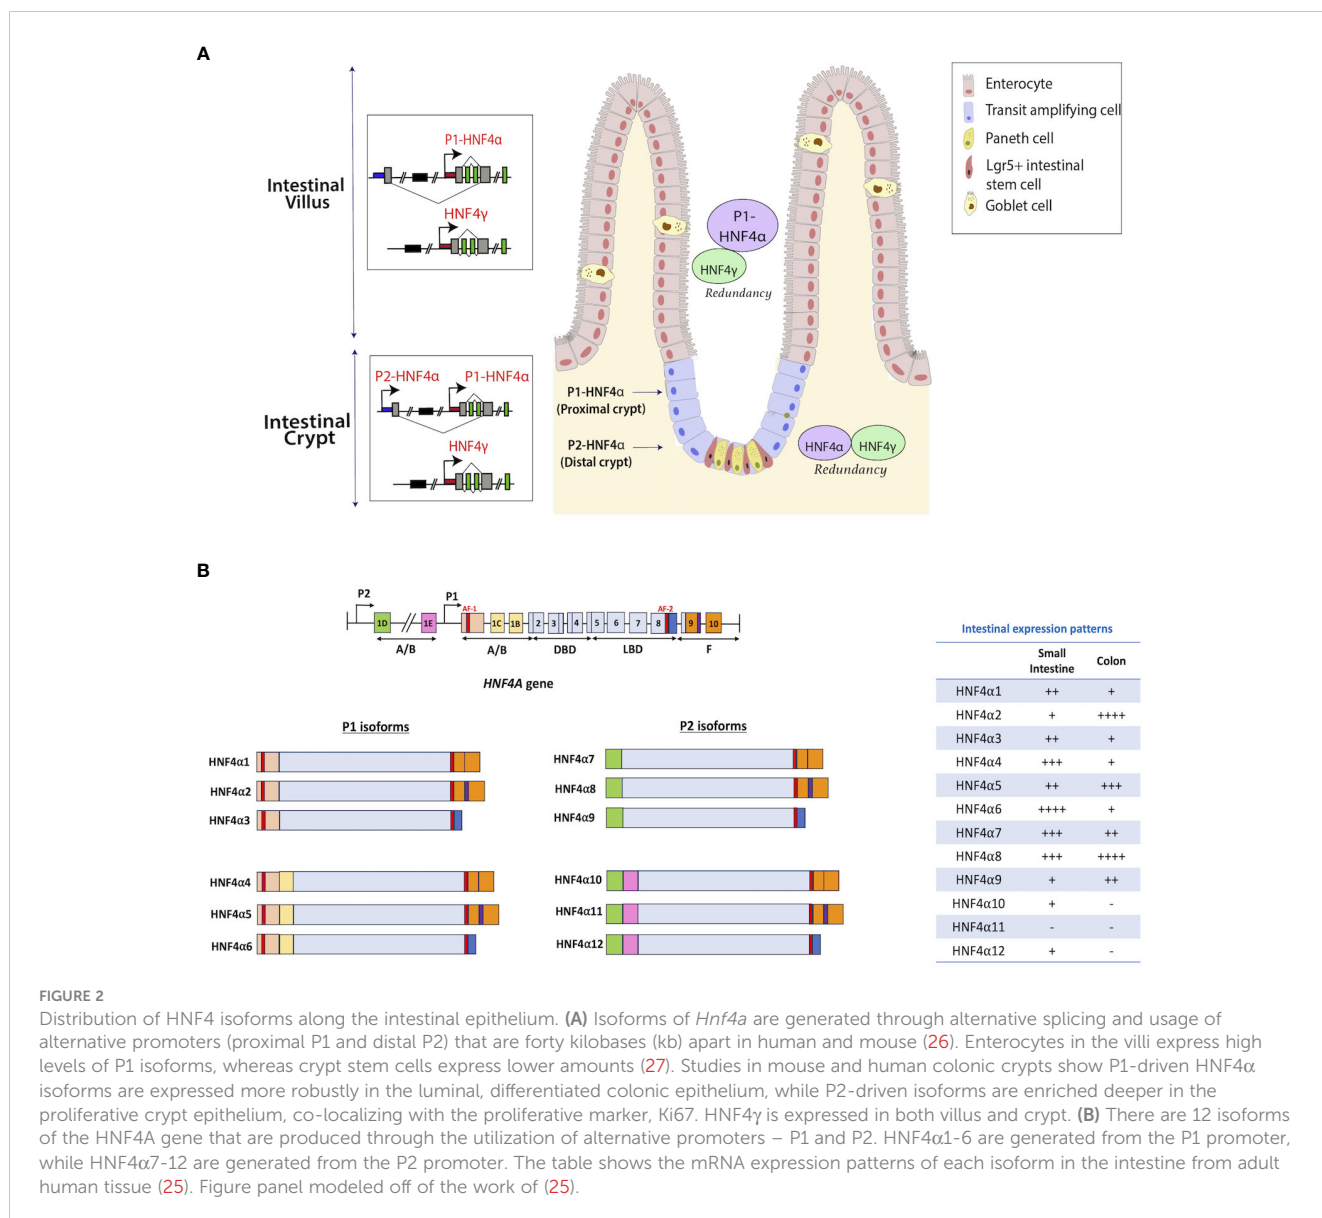 A
Intestinal
Villus
P1-HNF4α
HNF4γ
Intestinal
Crypt
P2-HNF4α
P1-HNF4α
HNF4γ
P1-
HNF4α
HNF4γ
Redundancy
P1-HNF4α
(Proximal crypt)
P2-HNF4α
(Distal crypt)
HNF4α
HNF4γ
Redundancy
Enterocyte
Transit amplifying cell
Paneth cell
Lgr5+ intestinal
stem cell
Goblet cell
B
P2
P1
AF-1
AF-2
1D
1E
1C
1B
2
3
4
5
6
7
8
9
10
A/B
A/B
DBD
LBD
F
HNF4A gene
P1 isoforms
HNF4α1
HNF4α2
HNF4α3
HNF4α4
HNF4α5
HNF4α6
P2 isoforms
HNF4α7
HNF4α8
HNF4α9
HNF4α10
HNF4α11
HNF4α12
Intestinal expression patterns
Small
Intestine
Colon
HNF4α1 ++ +
HNF4α2 + ++++
HNF4α3 ++ +
HNF4α4 +++ +
HNF4α5 ++ +++
HNF4α6 ++++ +
HNF4α7 +++ ++
HNF4α8 +++ ++++
HNF4α9 + ++
HNF4α10 + -
HNF4α11 - -
HNF4α12 + -
FIGURE 2
Distribution of HNF4 isoforms along the intestinal epithelium. (A) Isoforms of Hnf4a are generated through alternative splicing and usage of
alternative promoters (proximal P1 and distal P2) that are forty kilobases (kb) apart in human and mouse (26). Enterocytes in the villi express high
levels of P1 isoforms, whereas crypt stem cells express lower amounts (27). Studies in mouse and human colonic crypts show P1-driven HNF4α
isoforms are expressed more robustly in the luminal, differentiated colonic epithelium, while P2-driven isoforms are enriched deeper in the
proliferative crypt epithelium, co-localizing with the proliferative marker, Ki67. HNF4γ is expressed in both villus and crypt. (B) There are 12 isoforms
of the HNF4A gene that are produced through the utilization of alternative promoters – P1 and P2. HNF4α1-6 are generated from the P1 promoter,
while HNF4α7-12 are generated from the P2 promoter. The table shows the mRNA expression patterns of each isoform in the intestine from adult
human tissue (25). Figure panel modeled off of the work of (25).